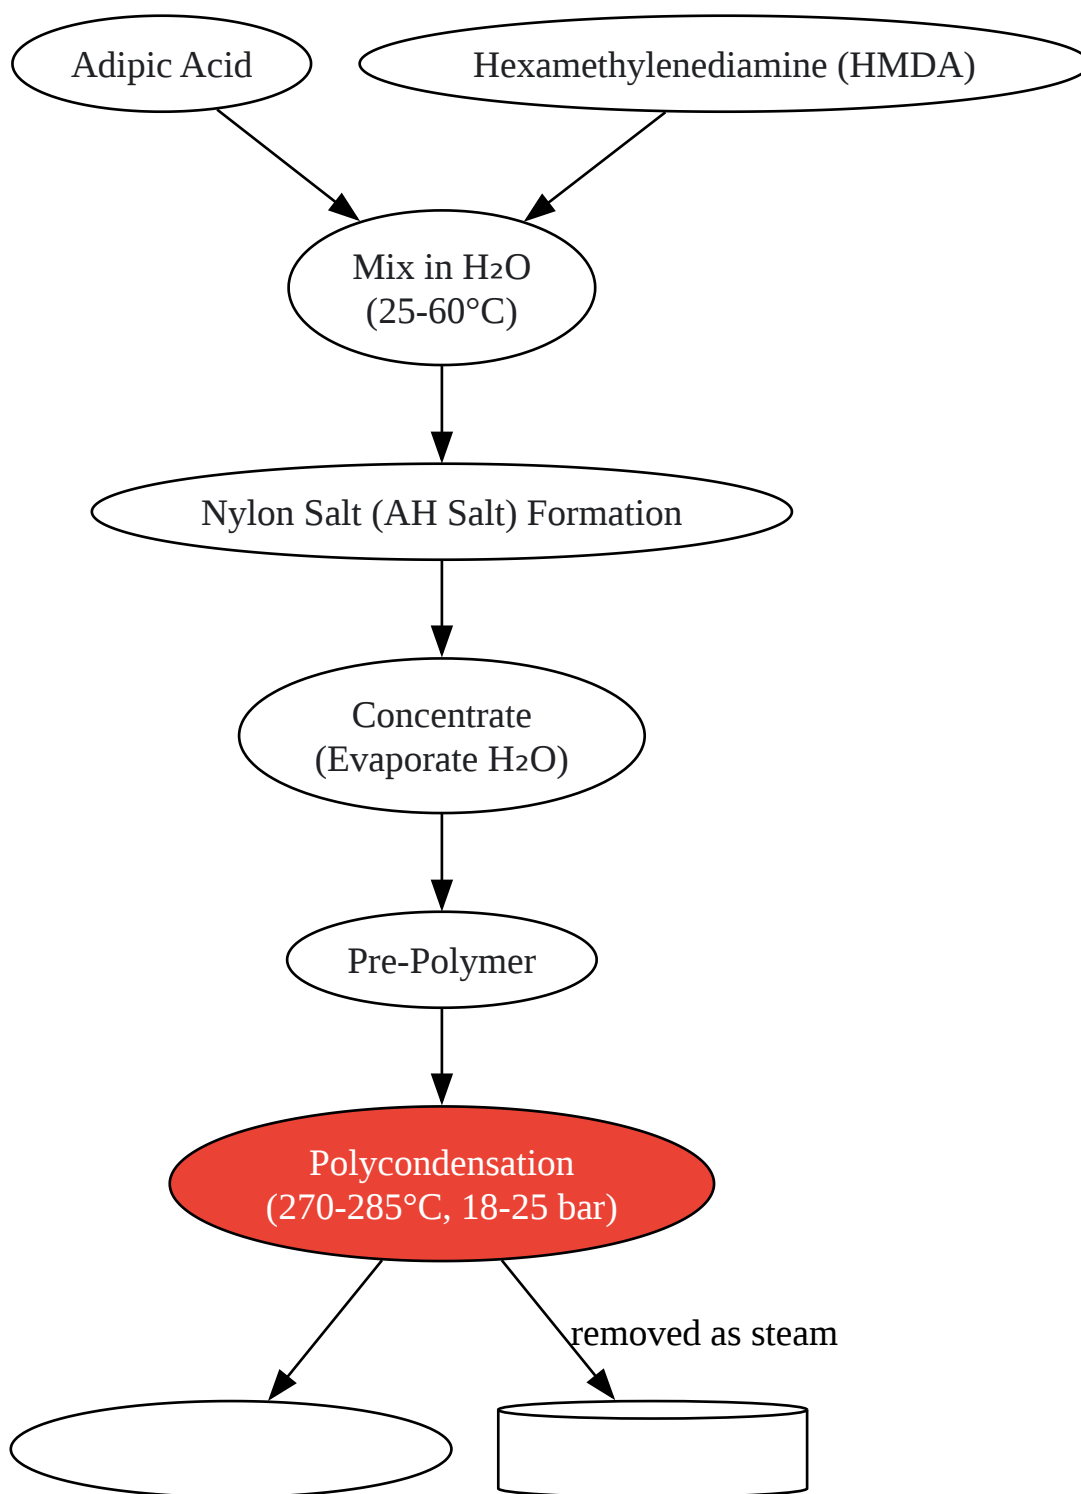 Adipic Acid
Hexamethylenediamine (HMDA)
Mix in H₂O
(25-60°C)
Nylon Salt (AH Salt) Formation
Concentrate
(Evaporate H₂O)
Pre-Polymer
Polycondensation
(270-285°C, 18-25 bar)
removed as steam